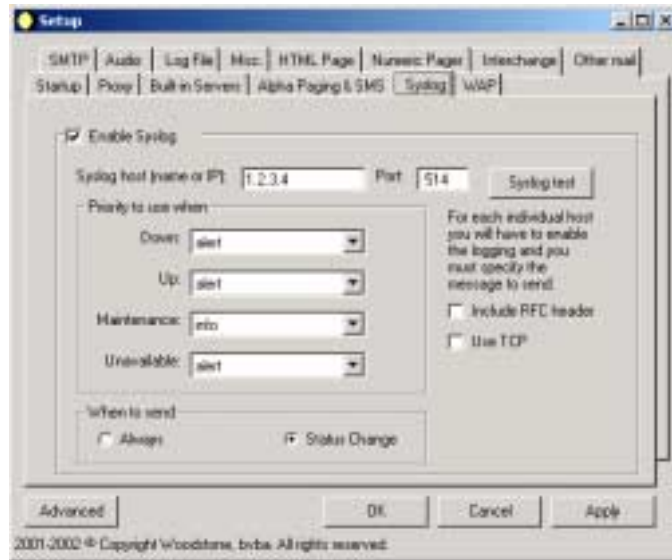 Setup
SMTP Audio Log File Misc. HTML Page Numeric Pager Interchange Other mail
Startup Proxy Built in Servers Alpha Paging & SMS Syslog WAP
Enable Syslog
Syslog host (name or IP): 1.2.3.4 Port 514 Syslog test
Priority to use when
Down: alert
Up: alert
Maintenance: info
Unavailable: alert
For each individual host
you will have to enable
the logging and you
must specify the
message to send.
Include RFC header
Use TCP
When to send
Always Status Change
Advanced OK Cancel Apply
2001-2002 © Copyright Woodstone, bvba. All rights reserved.